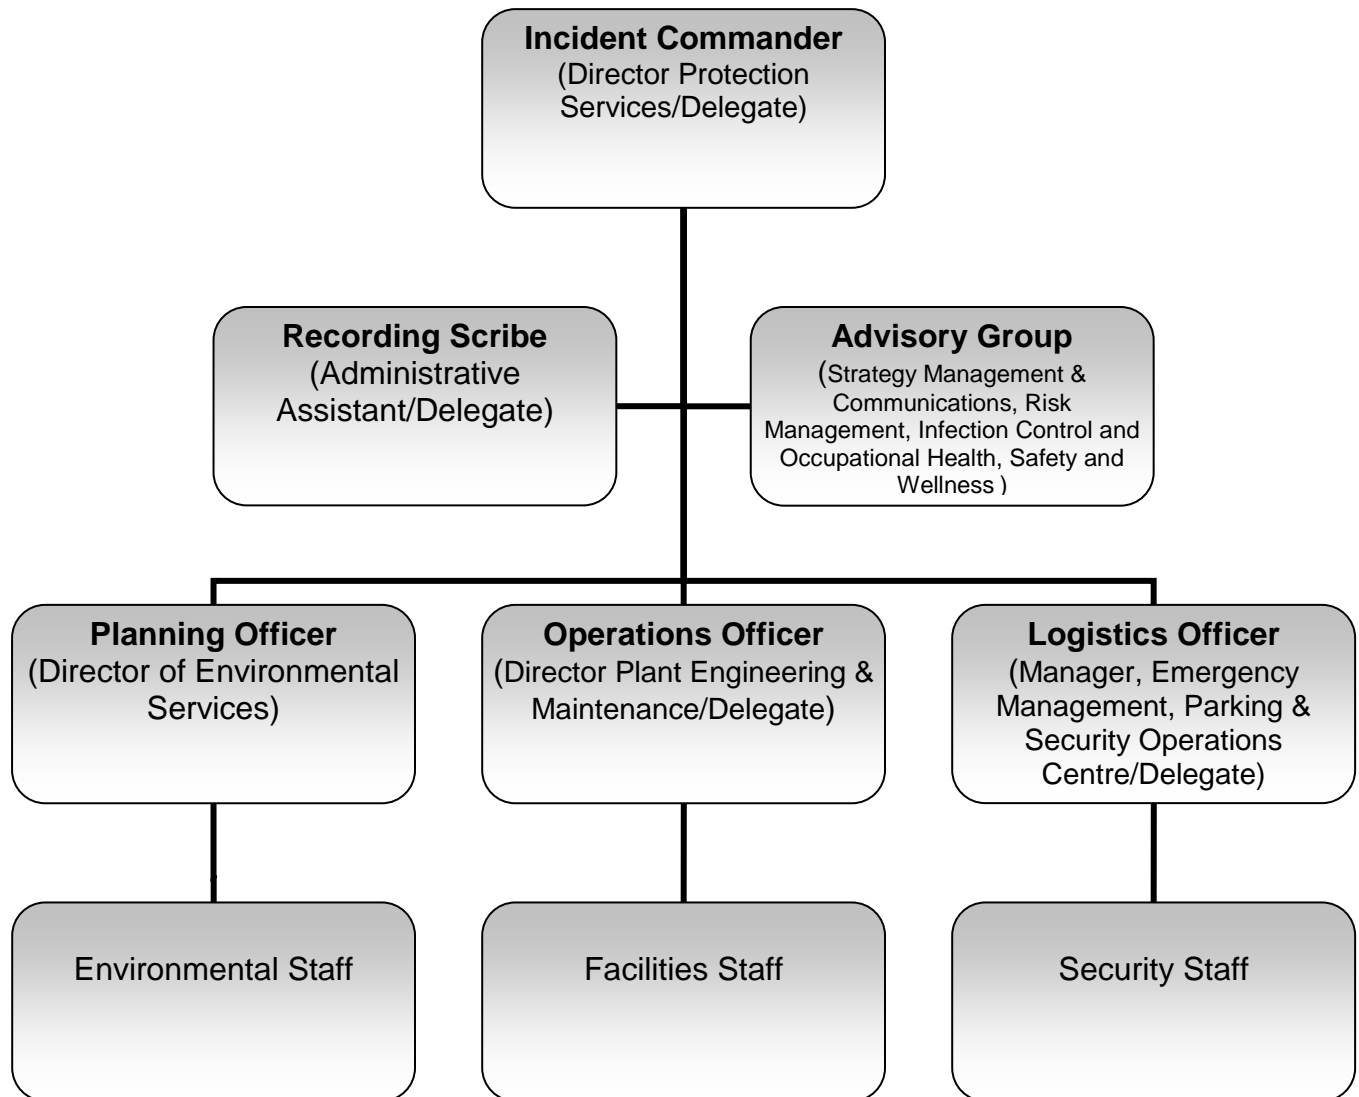 Incident Commander
(Director Protection
Services/Delegate)
Recording Scribe
(Administrative
Assistant/Delegate)
Advisory Group
(Strategy Management &
Communications, Risk
Management, Infection Control and
Occupational Health, Safety and
Wellness )
Planning Officer
(Director of Environmental
Services)
Operations Officer
(Director Plant Engineering &
Maintenance/Delegate)
Logistics Officer
(Manager, Emergency
Management, Parking &
Security Operations
Centre/Delegate)
Environmental Staff
Facilities Staff
Security Staff